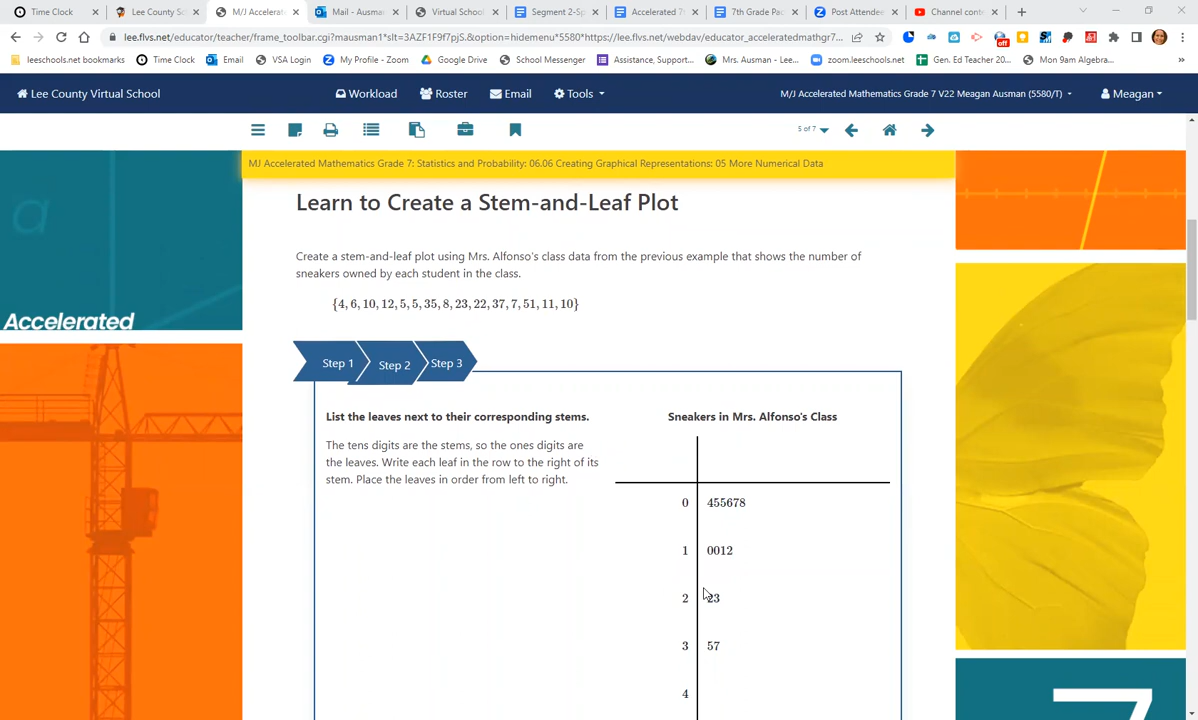 Time Clock
Lee County Sc
M/J Accelerat
Mail - Ausma
Virtual School
Segment 2-Sp
Accelerated 7
7th Grade Pac
Post Attendee
Channel cont
lee.flvs.net/educator/teacher/frame_toolbar.cgi?mausman1*slt=3AZF1F9f7pjS.&option=hidemenu*5580*https://lee.flvs.net/webdav/educator_acceleratedmathgr7...
off
leeschools.net bookmarks
Time Clock
Email
VSA Login
My Profile - Zoom
Google Drive
School Messenger
Assistance, Support...
Mrs. Ausman - Lee...
zoom.leeschools.net
Gen. Ed Teacher 20...
Mon 9am Algebra...
Lee County Virtual School
Workload
Roster
Email
Tools
M/J Accelerated Mathematics Grade 7 V22 Meagan Ausman (5580/T)
Meagan
5 of 7
MJ Accelerated Mathematics Grade 7: Statistics and Probability: 06.06 Creating Graphical Representations: 05 More Numerical Data
Learn to Create a Stem-and-Leaf Plot
Create a stem-and-leaf plot using Mrs. Alfonso's class data from the previous example that shows the number of
sneakers owned by each student in the class.
{4, 6, 10, 12, 5, 5, 35, 8, 23, 22, 37, 7, 51, 11, 10}
Step 1
Step 2
Step 3
List the leaves next to their corresponding stems.
The tens digits are the stems, so the ones digits are
the leaves. Write each leaf in the row to the right of its
stem. Place the leaves in order from left to right.
Sneakers in Mrs. Alfonso's Class
0 455678
1 0012
2 23
3 57
4
a
Accelerated
7